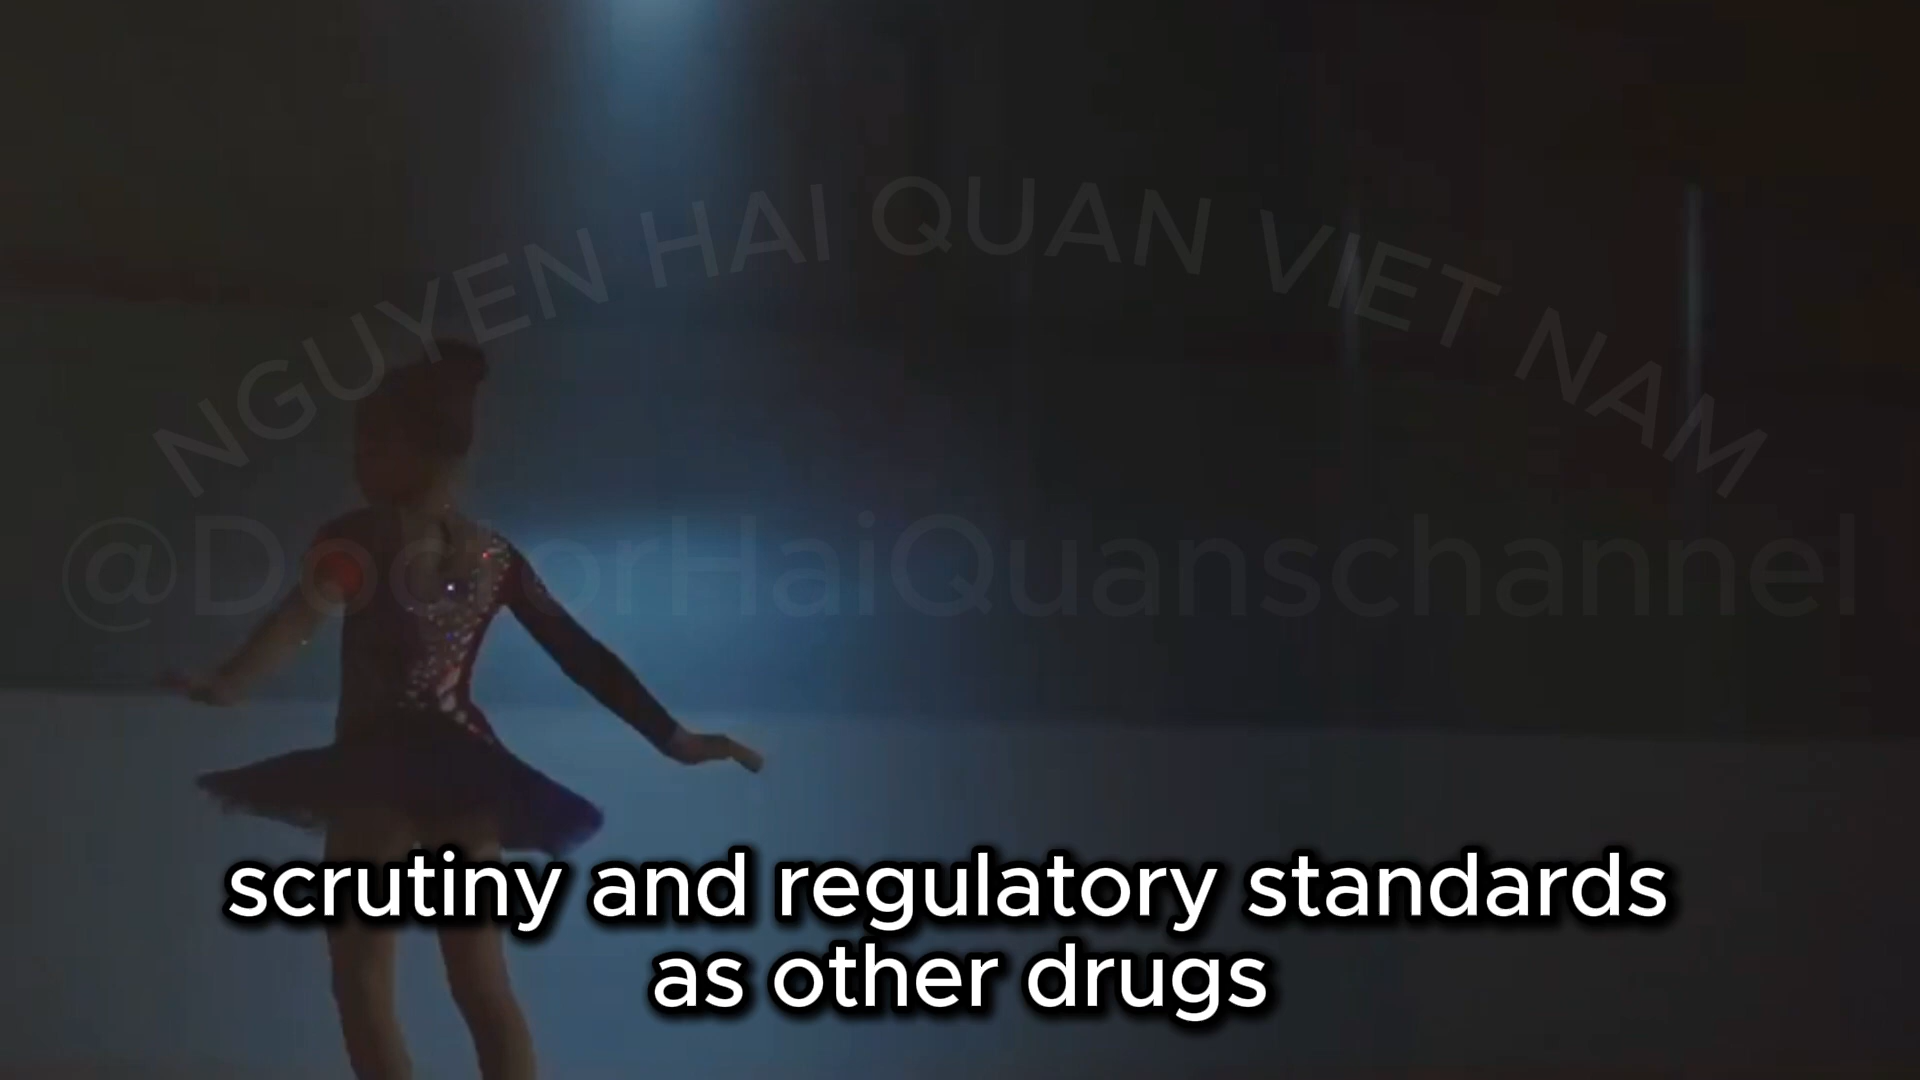 NGUYEN HAI QUAN VIET NAM
@DoctorHaiQuanschannel
scrutiny and regulatory standards
as other drugs